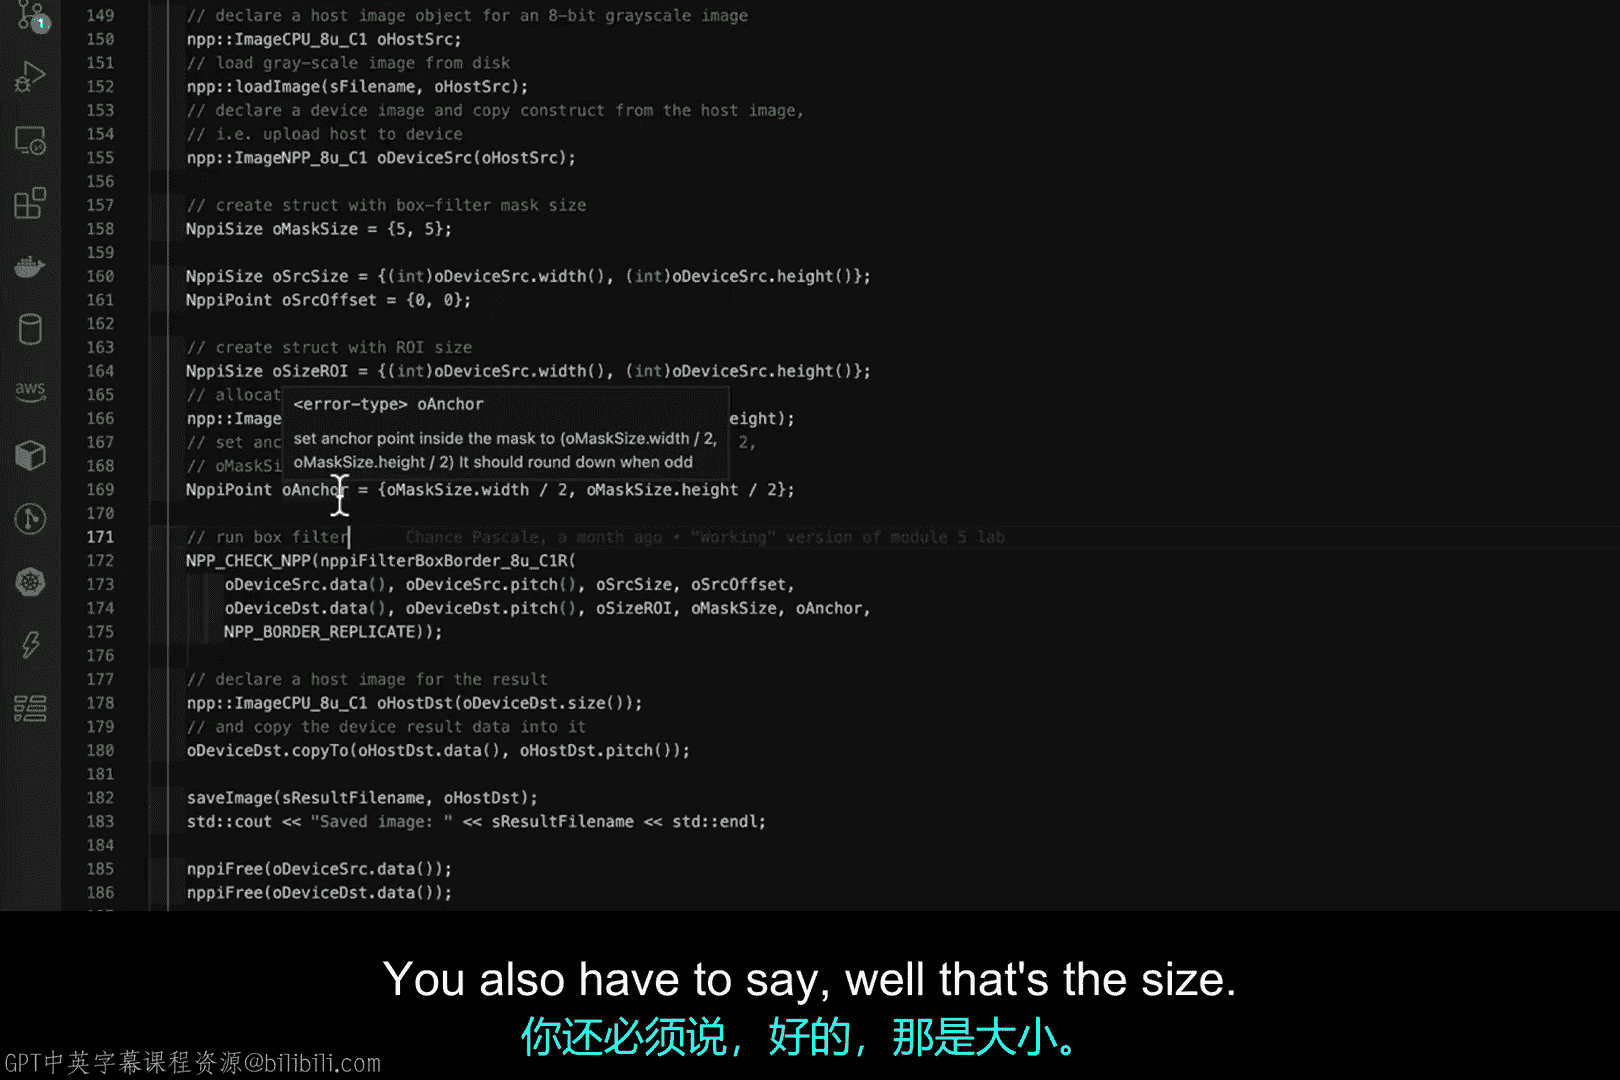 149 // declare a host image object for an 8-bit grayscale image
150 npp::ImageCPU_8u_C1 oHostSrc;
151 // load gray-scale image from disk
152 npp::loadImage(sFilename, oHostSrc);
153 // declare a device image and copy construct from the host image,
154 // i.e. upload host to device
155 npp::ImageNPP_8u_C1 oDeviceSrc(oHostSrc);
156
157 // create struct with box-filter mask size
158 NppiSize oMaskSize = {5, 5};
159
160 NppiSize oSrcSize = {(int)oDeviceSrc.width(), (int)oDeviceSrc.height()};
161 NppiPoint oSrcOffset = {0, 0};
162
163 // create struct with ROI size
164 NppiSize oSizeROI = {(int)oDeviceSrc.width(), (int)oDeviceSrc.height()};
165 // allocat
<error-type> oAnchor
166 npp::Image eight);
set anchor point inside the mask to (oMaskSize.width / 2,
167 // set anc 2,
oMaskSize.height / 2) It should round down when odd
168 // oMaskSi
169 NppiPoint oAnchor = {oMaskSize.width / 2, oMaskSize.height / 2};
170
171 // run box filter Chance Pascale, a month ago • "Working" version of module 5 lab
172 NPP_CHECK_NPP(nppiFilterBoxBorder_8u_C1R(
173 oDeviceSrc.data(), oDeviceSrc.pitch(), oSrcSize, oSrcOffset,
174 oDeviceDst.data(), oDeviceDst.pitch(), oSizeROI, oMaskSize, oAnchor,
175 NPP_BORDER_REPLICATE));
176
177 // declare a host image for the result
178 npp::ImageCPU_8u_C1 oHostDst(oDeviceDst.size());
179 // and copy the device result data into it
180 oDeviceDst.copyTo(oHostDst.data(), oHostDst.pitch());
181
182 saveImage(sResultFilename, oHostDst);
183 std::cout << "Saved image: " << sResultFilename << std::endl;
184
185 nppiFree(oDeviceSrc.data());
186 nppiFree(oDeviceDst.data());
1
aws
You also have to say, well that's the size.
你还必须说，好的，那是大小。
GPT中英字幕课程资源@bilibili.com